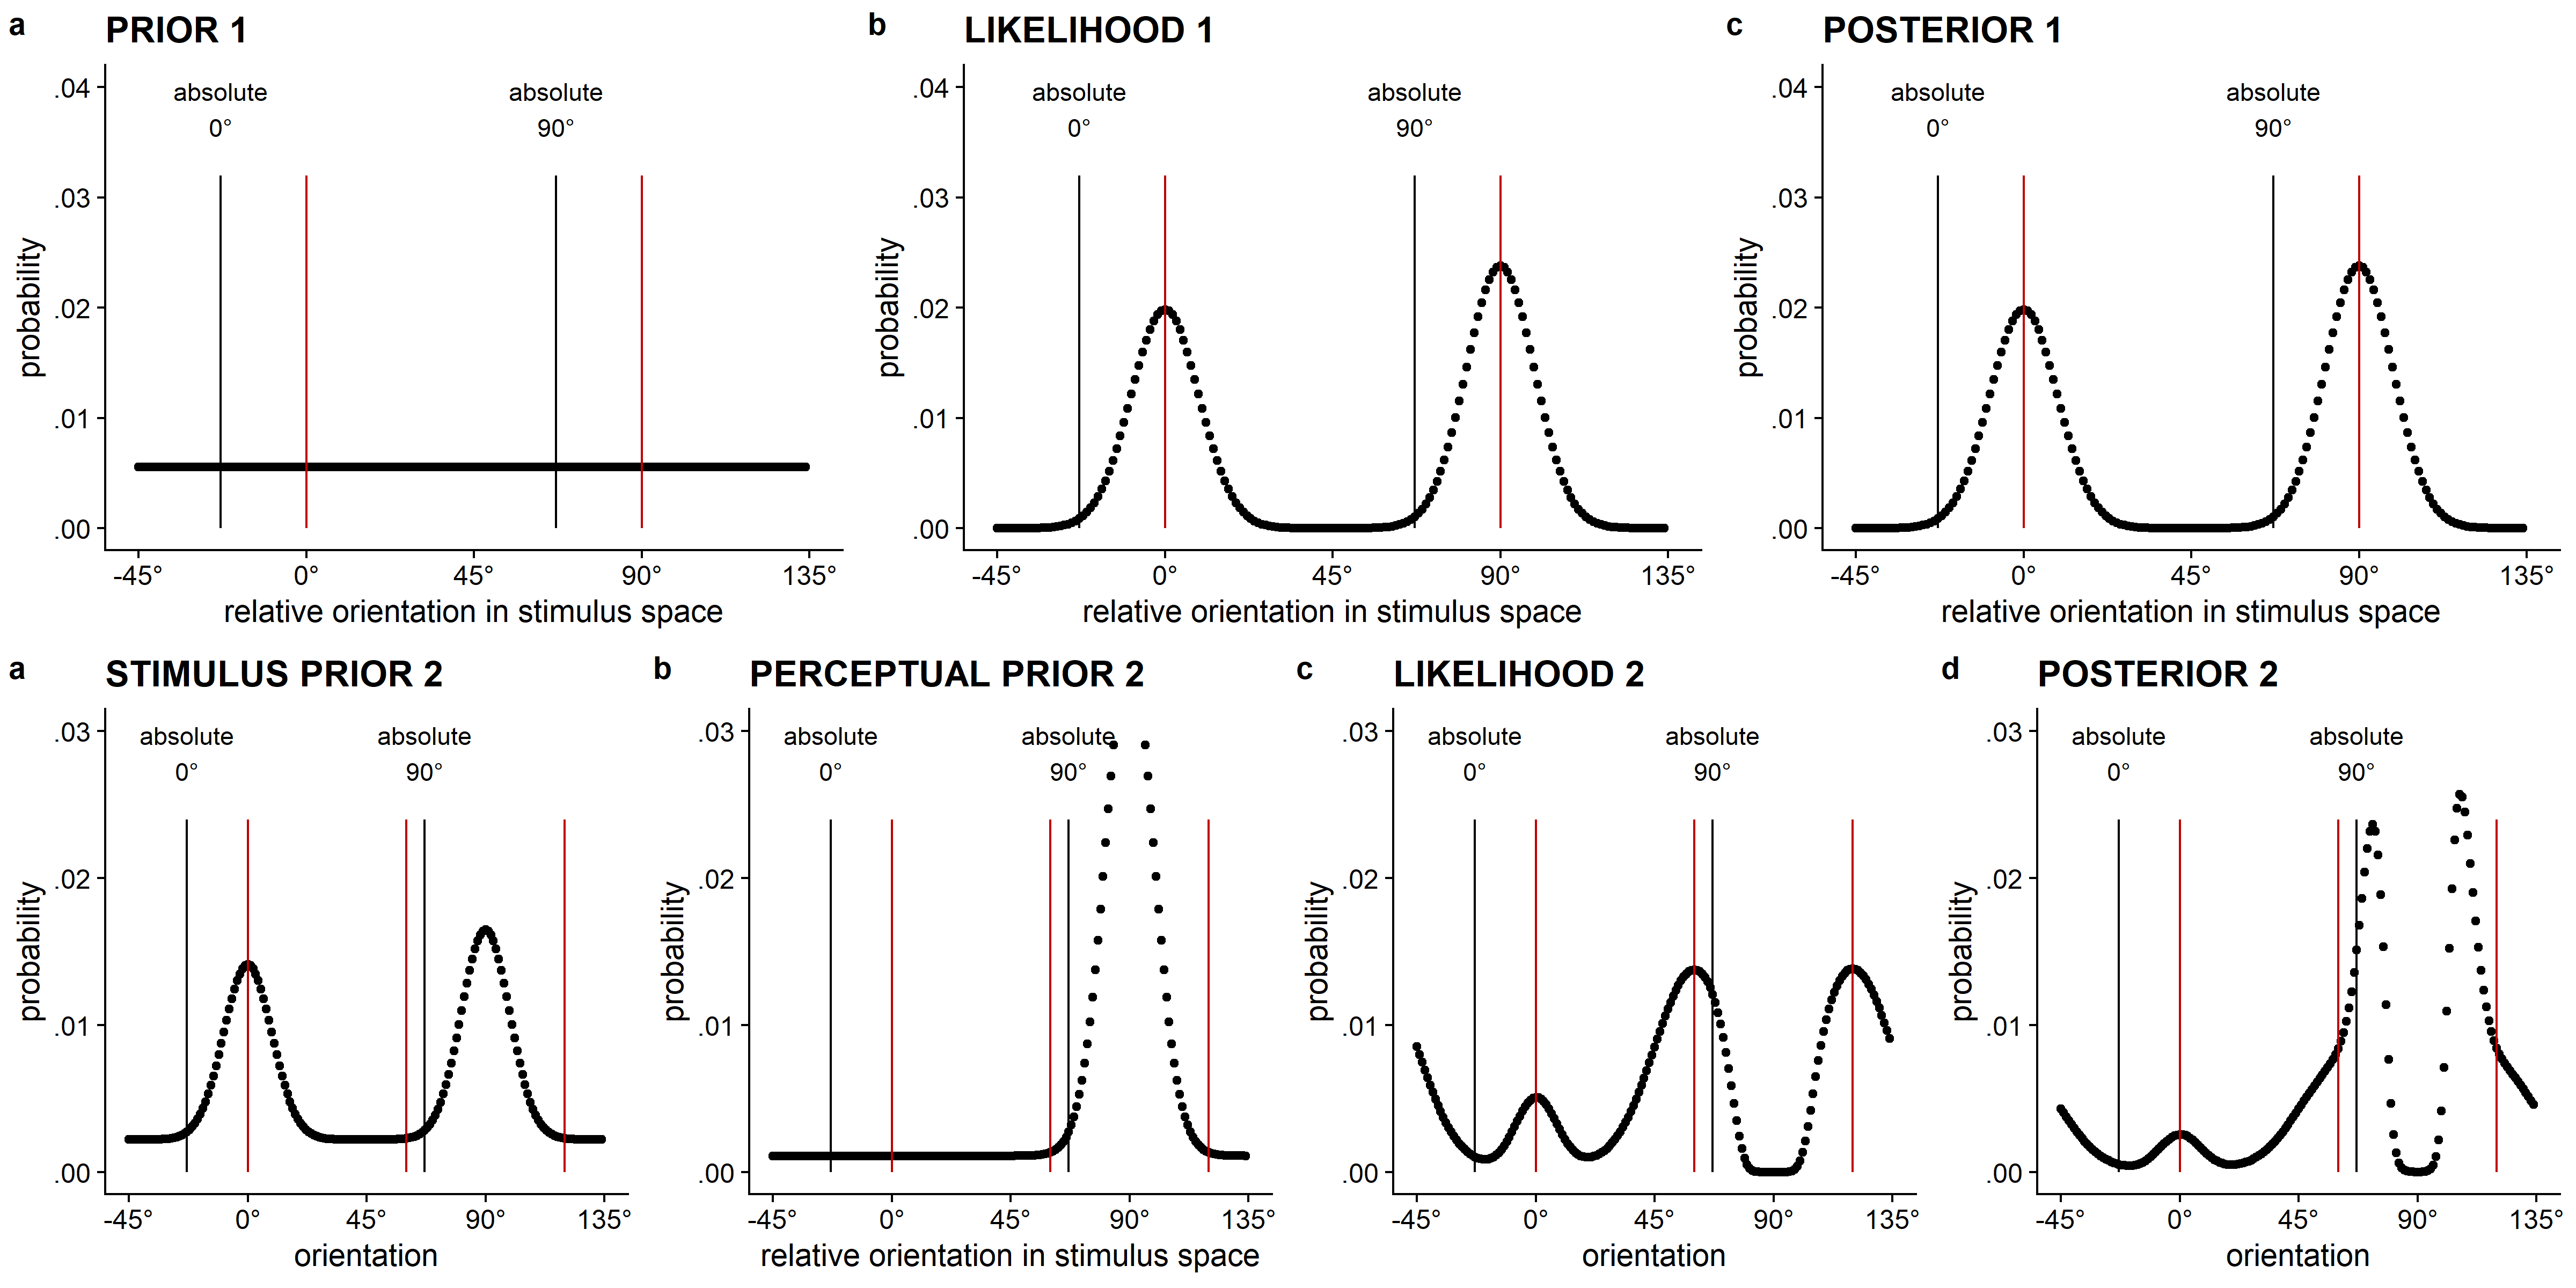 a PRIOR 1
.04
.03
.02
.01
.00
probability
absolute
0°
absolute
90°
-45° 0° 45° 90° 135°
relative orientation in stimulus space
b LIKELIHOOD 1
.04
.03
.02
.01
.00
probability
absolute
0°
absolute
90°
-45° 0° 45° 90° 135°
relative orientation in stimulus space
c POSTERIOR 1
.04
.03
.02
.01
.00
probability
absolute
0°
absolute
90°
-45° 0° 45° 90° 135°
relative orientation in stimulus space
a STIMULUS PRIOR 2
.03
.02
.01
.00
probability
absolute
0°
absolute
90°
-45° 0° 45° 90° 135°
orientation
b PERCEPTUAL PRIOR 2
.03
.02
.01
.00
probability
absolute
0°
absolute
90°
-45° 0° 45° 90° 135°
relative orientation in stimulus space
c LIKELIHOOD 2
.03
.02
.01
.00
probability
absolute
0°
absolute
90°
-45° 0° 45° 90° 135°
orientation
d POSTERIOR 2
.03
.02
.01
.00
probability
absolute
0°
absolute
90°
-45° 0° 45° 90° 135°
orientation